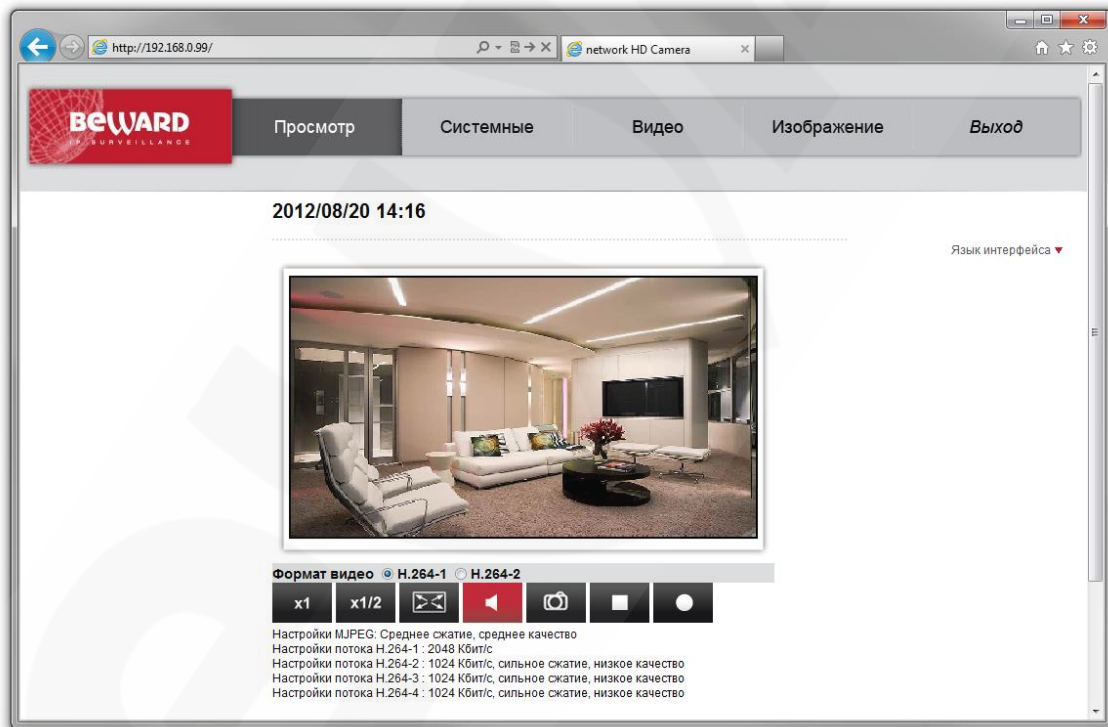 http://192.168.0.99/
network HD Camera
BEWARD
IP SURVEILLANCE
Просмотр
Системные
Видео
Изображение
Выход
2012/08/20 14:16
Язык интерфейса
Формат видео H.264-1 H.264-2
x1
x1/2
Настройки MJPEG: Среднее сжатие, среднее качество
Настройки потока H.264-1 : 2048 Кбит/с
Настройки потока H.264-2 : 1024 Кбит/с, сильное сжатие, низкое качество
Настройки потока H.264-3 : 1024 Кбит/с, сильное сжатие, низкое качество
Настройки потока H.264-4 : 1024 Кбит/с, сильное сжатие, низкое качество